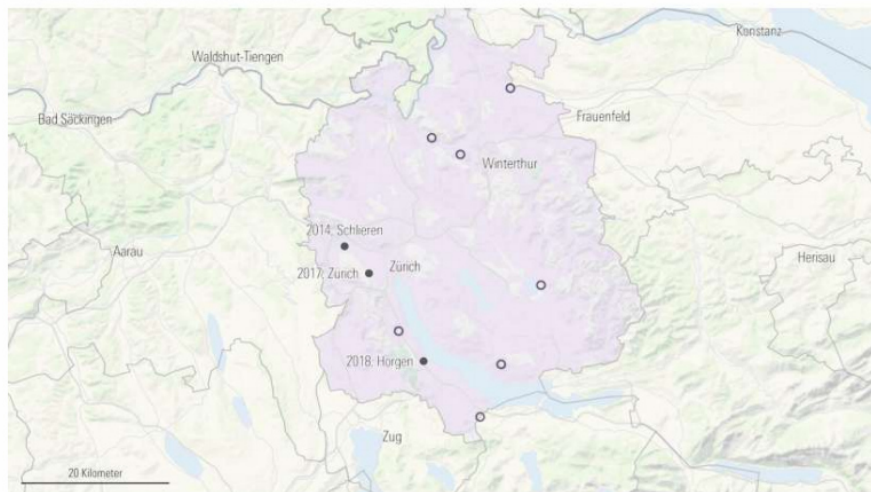 Konstanz
Waldshut-Tiengen
Bad Säckingen
Frauenfeld
Winterthur
2014: Schlieren
Aarau
Herisau
Zürich
2017: Zürich
2018: Horgen
Zug
20 Kilometer